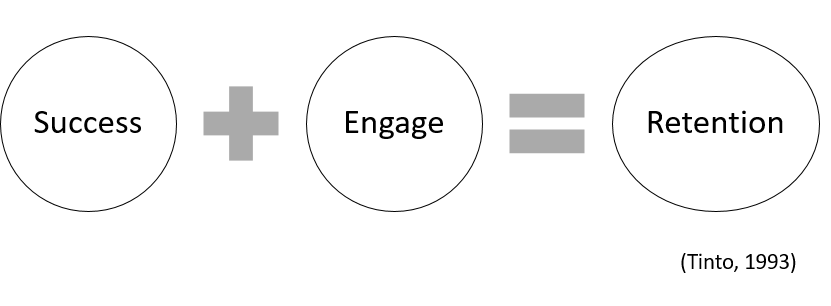 Success + Engage = Retention
(Tinto, 1993)